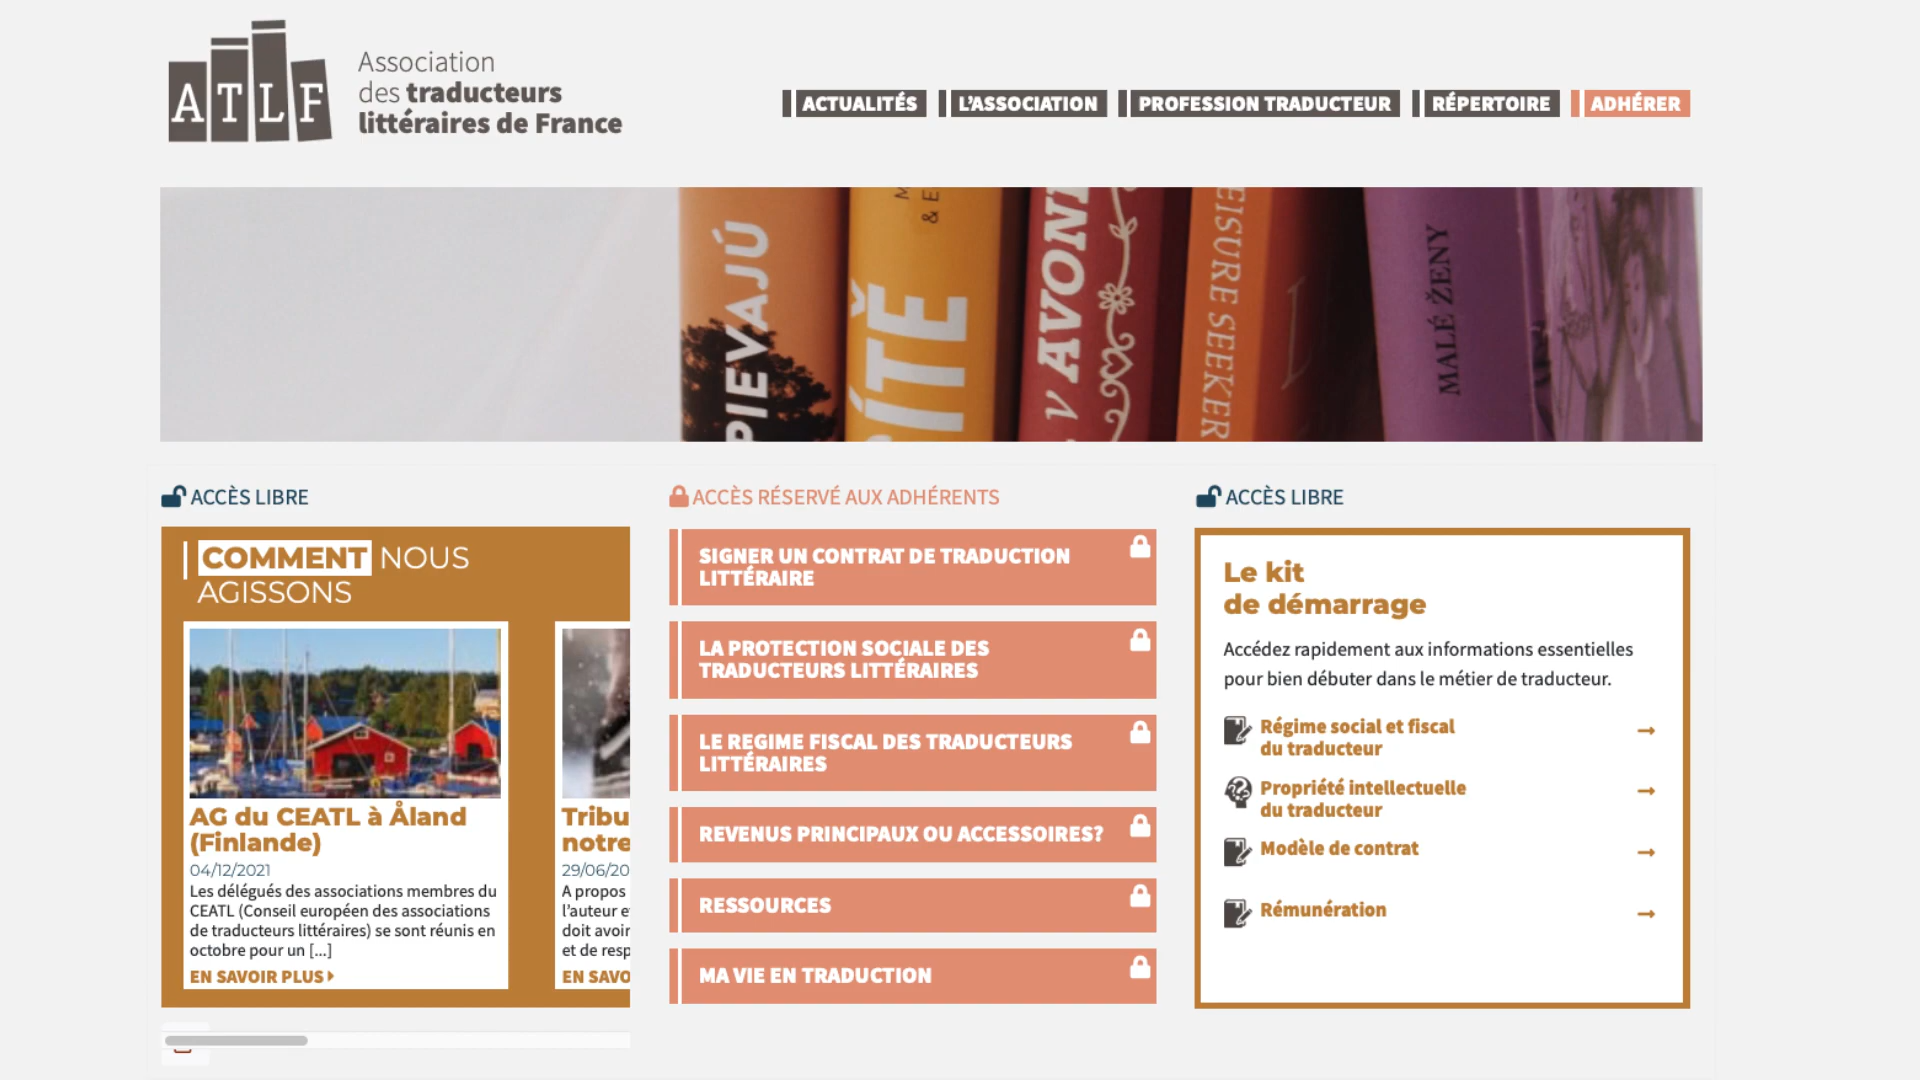 ATLF
Association
des traducteurs
littéraires de France
ACTUALITÉS
L'ASSOCIATION
PROFESSION TRADUCTEUR
RÉPERTOIRE
ADHÉRER
PIEVAJÚ
& E
ÍTĚ
V AVONL
EISURE SEEKER
MALÉ ŽENY
ACCÈS LIBRE
COMMENT NOUS
AGISSONS
AG du CEATL à Åland
(Finlande)
04/12/2021
Les délégués des associations membres du
CEATL (Conseil européen des associations
de traducteurs littéraires) se sont réunis en
octobre pour un [...]
EN SAVOIR PLUS
Tribu
notre
29/06/20
A propos
l'auteur e
doit avoir
et de resp
EN SAVO
ACCÈS RÉSERVÉ AUX ADHÉRENTS
SIGNER UN CONTRAT DE TRADUCTION
LITTÉRAIRE
LA PROTECTION SOCIALE DES
TRADUCTEURS LITTÉRAIRES
LE REGIME FISCAL DES TRADUCTEURS
LITTÉRAIRES
REVENUS PRINCIPAUX OU ACCESSOIRES?
RESSOURCES
MA VIE EN TRADUCTION
ACCÈS LIBRE
Le kit
de démarrage
Accédez rapidement aux informations essentielles
pour bien débuter dans le métier de traducteur.
Régime social et fiscal
du traducteur
Propriété intellectuelle
du traducteur
Modèle de contrat
Rémunération